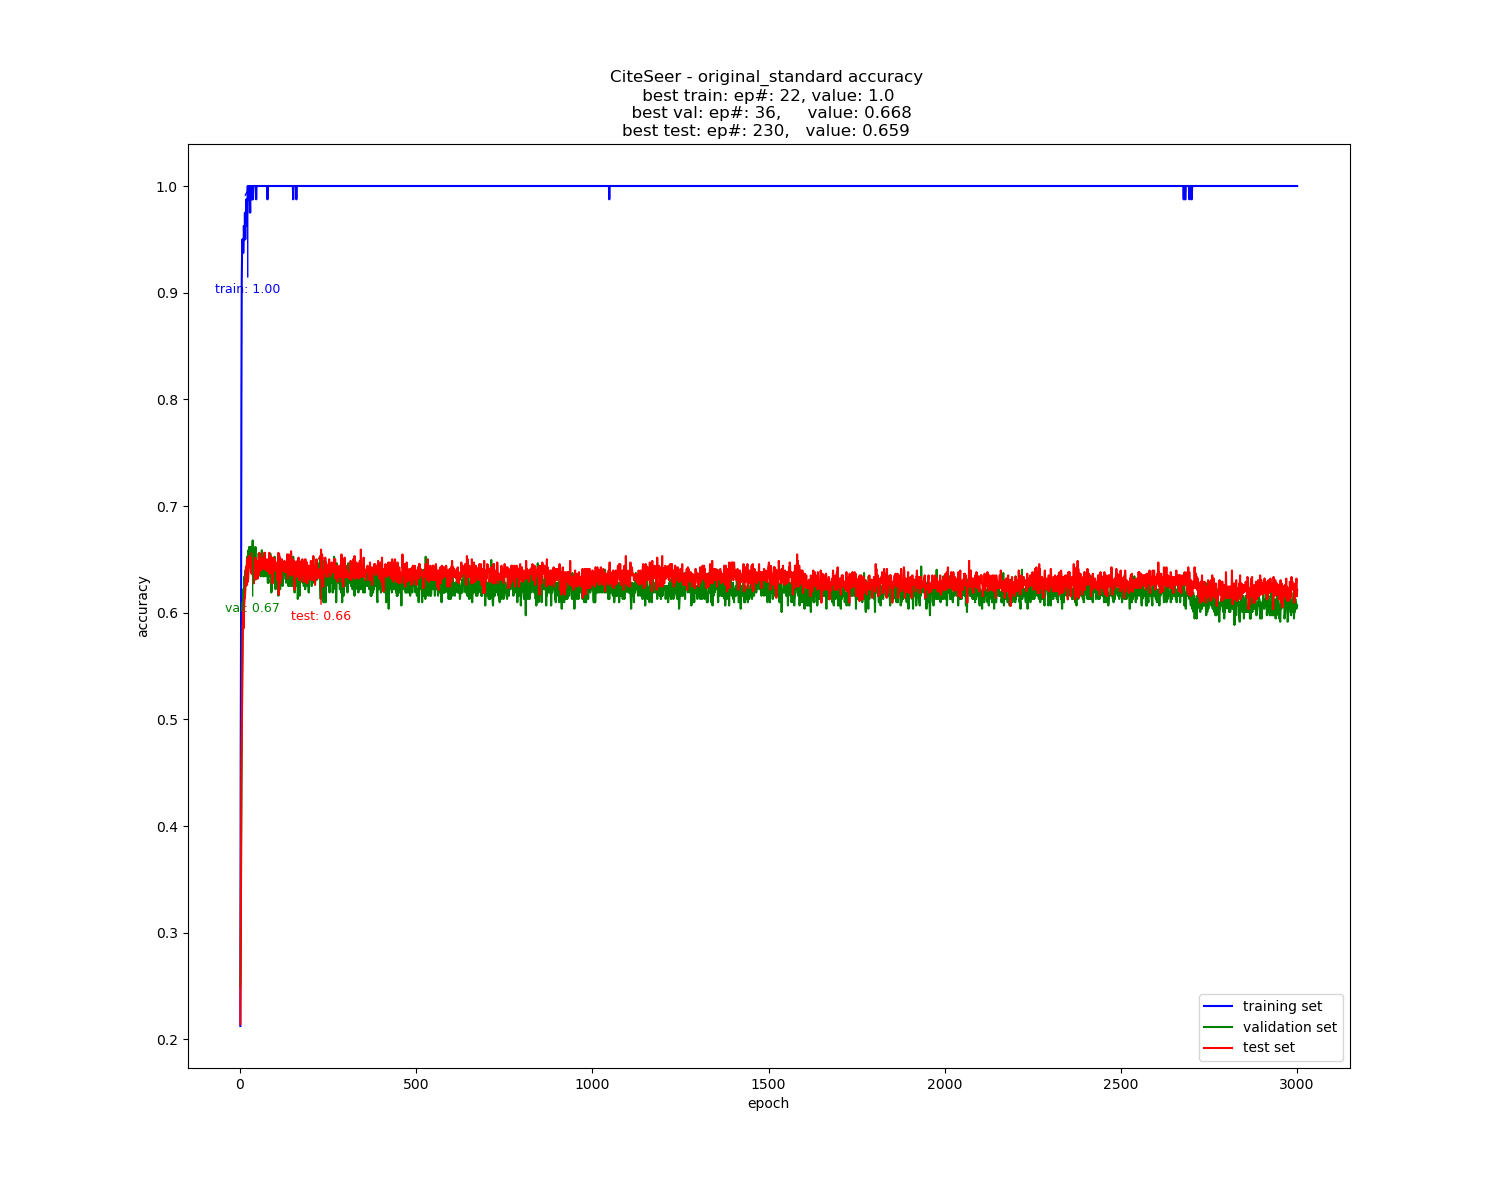 CiteSeer - original_standard accuracy
best train: ep#: 22, value: 1.0
best val: ep#: 36,     value: 0.668
best test: ep#: 230,   value: 0.659
1.0
0.9
0.8
0.7
0.6
0.5
0.4
0.3
0.2
accuracy
train: 1.00
val: 0.67
test: 0.66
training set
validation set
test set
0 500 1000 1500 2000 2500 3000
epoch